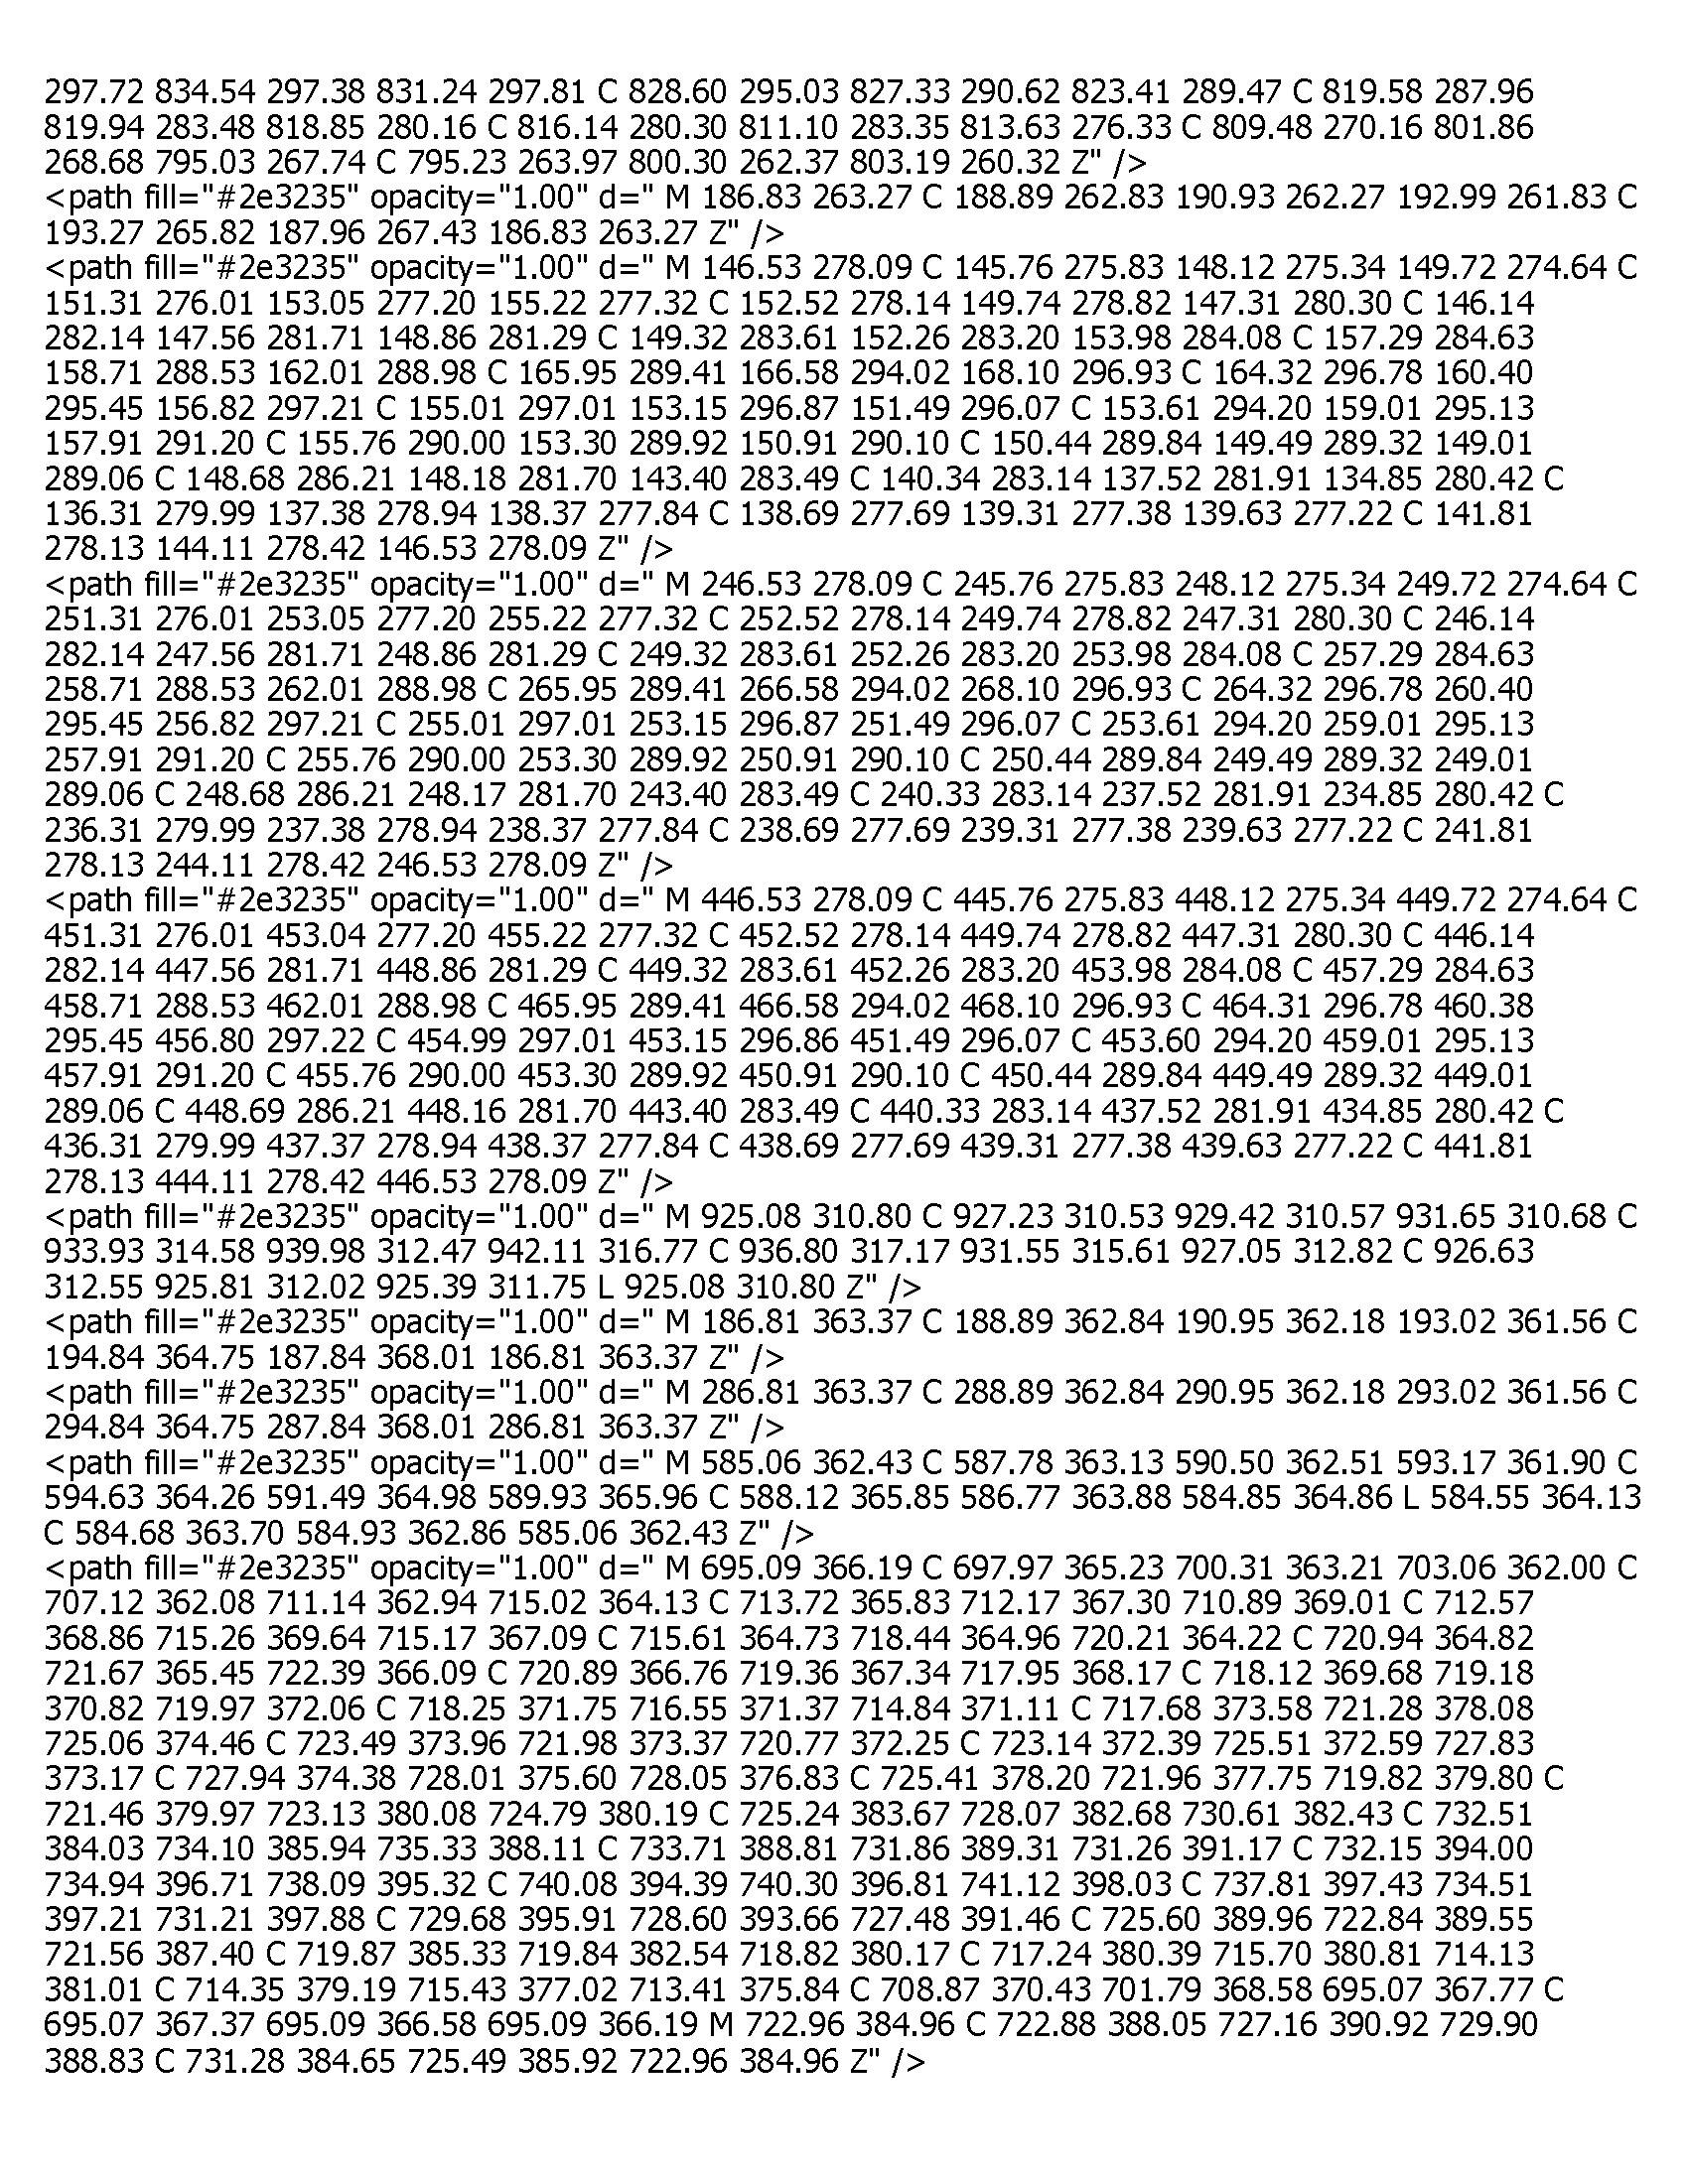 297.72 834.54 297.38 831.24 297.81 C 828.60 295.03 827.33 290.62 823.41 289.47 C 819.58 287.96
819.94 283.48 818.85 280.16 C 816.14 280.30 811.10 283.35 813.63 276.33 C 809.48 270.16 801.86
268.68 795.03 267.74 C 795.23 263.97 800.30 262.37 803.19 260.32 Z" />
<path fill="#2e3235" opacity="1.00" d=" M 186.83 263.27 C 188.89 262.83 190.93 262.27 192.99 261.83 C
193.27 265.82 187.96 267.43 186.83 263.27 Z" />
<path fill="#2e3235" opacity="1.00" d=" M 146.53 278.09 C 145.76 275.83 148.12 275.34 149.72 274.64 C
151.31 276.01 153.05 277.20 155.22 277.32 C 152.52 278.14 149.74 278.82 147.31 280.30 C 146.14
282.14 147.56 281.71 148.86 281.29 C 149.32 283.61 152.26 283.20 153.98 284.08 C 157.29 284.63
158.71 288.53 162.01 288.98 C 165.95 289.41 166.58 294.02 168.10 296.93 C 164.32 296.78 160.40
295.45 156.82 297.21 C 155.01 297.01 153.15 296.87 151.49 296.07 C 153.61 294.20 159.01 295.13
157.91 291.20 C 155.76 290.00 153.30 289.92 150.91 290.10 C 150.44 289.84 149.49 289.32 149.01
289.06 C 148.68 286.21 148.18 281.70 143.40 283.49 C 140.34 283.14 137.52 281.91 134.85 280.42 C
136.31 279.99 137.38 278.94 138.37 277.84 C 138.69 277.69 139.31 277.38 139.63 277.22 C 141.81
278.13 144.11 278.42 146.53 278.09 Z" />
<path fill="#2e3235" opacity="1.00" d=" M 246.53 278.09 C 245.76 275.83 248.12 275.34 249.72 274.64 C
251.31 276.01 253.05 277.20 255.22 277.32 C 252.52 278.14 249.74 278.82 247.31 280.30 C 246.14
282.14 247.56 281.71 248.86 281.29 C 249.32 283.61 252.26 283.20 253.98 284.08 C 257.29 284.63
258.71 288.53 262.01 288.98 C 265.95 289.41 266.58 294.02 268.10 296.93 C 264.32 296.78 260.40
295.45 256.82 297.21 C 255.01 297.01 253.15 296.87 251.49 296.07 C 253.61 294.20 259.01 295.13
257.91 291.20 C 255.76 290.00 253.30 289.92 250.91 290.10 C 250.44 289.84 249.49 289.32 249.01
289.06 C 248.68 286.21 248.17 281.70 243.40 283.49 C 240.33 283.14 237.52 281.91 234.85 280.42 C
236.31 279.99 237.38 278.94 238.37 277.84 C 238.69 277.69 239.31 277.38 239.63 277.22 C 241.81
278.13 244.11 278.42 246.53 278.09 Z" />
<path fill="#2e3235" opacity="1.00" d=" M 446.53 278.09 C 445.76 275.83 448.12 275.34 449.72 274.64 C
451.31 276.01 453.04 277.20 455.22 277.32 C 452.52 278.14 449.74 278.82 447.31 280.30 C 446.14
282.14 447.56 281.71 448.86 281.29 C 449.32 283.61 452.26 283.20 453.98 284.08 C 457.29 284.63
458.71 288.53 462.01 288.98 C 465.95 289.41 466.58 294.02 468.10 296.93 C 464.31 296.78 460.38
295.45 456.80 297.22 C 454.99 297.01 453.15 296.86 451.49 296.07 C 453.60 294.20 459.01 295.13
457.91 291.20 C 455.76 290.00 453.30 289.92 450.91 290.10 C 450.44 289.84 449.49 289.32 449.01
289.06 C 448.69 286.21 448.16 281.70 443.40 283.49 C 440.33 283.14 437.52 281.91 434.85 280.42 C
436.31 279.99 437.37 278.94 438.37 277.84 C 438.69 277.69 439.31 277.38 439.63 277.22 C 441.81
278.13 444.11 278.42 446.53 278.09 Z" />
<path fill="#2e3235" opacity="1.00" d=" M 925.08 310.80 C 927.23 310.53 929.42 310.57 931.65 310.68 C
933.93 314.58 939.98 312.47 942.11 316.77 C 936.80 317.17 931.55 315.61 927.05 312.82 C 926.63
312.55 925.81 312.02 925.39 311.75 L 925.08 310.80 Z" />
<path fill="#2e3235" opacity="1.00" d=" M 186.81 363.37 C 188.89 362.84 190.95 362.18 193.02 361.56 C
194.84 364.75 187.84 368.01 186.81 363.37 Z" />
<path fill="#2e3235" opacity="1.00" d=" M 286.81 363.37 C 288.89 362.84 290.95 362.18 293.02 361.56 C
294.84 364.75 287.84 368.01 286.81 363.37 Z" />
<path fill="#2e3235" opacity="1.00" d=" M 585.06 362.43 C 587.78 363.13 590.50 362.51 593.17 361.90 C
594.63 364.26 591.49 364.98 589.93 365.96 C 588.12 365.85 586.77 363.88 584.85 364.86 L 584.55 364.13
C 584.68 363.70 584.93 362.86 585.06 362.43 Z" />
<path fill="#2e3235" opacity="1.00" d=" M 695.09 366.19 C 697.97 365.23 700.31 363.21 703.06 362.00 C
707.12 362.08 711.14 362.94 715.02 364.13 C 713.72 365.83 712.17 367.30 710.89 369.01 C 712.57
368.86 715.26 369.64 715.17 367.09 C 715.61 364.73 718.44 364.96 720.21 364.22 C 720.94 364.82
721.67 365.45 722.39 366.09 C 720.89 366.76 719.36 367.34 717.95 368.17 C 718.12 369.68 719.18
370.82 719.97 372.06 C 718.25 371.75 716.55 371.37 714.84 371.11 C 717.68 373.58 721.28 378.08
725.06 374.46 C 723.49 373.96 721.98 373.37 720.77 372.25 C 723.14 372.39 725.51 372.59 727.83
373.17 C 727.94 374.38 728.01 375.60 728.05 376.83 C 725.41 378.20 721.96 377.75 719.82 379.80 C
721.46 379.97 723.13 380.08 724.79 380.19 C 725.24 383.67 728.07 382.68 730.61 382.43 C 732.51
384.03 734.10 385.94 735.33 388.11 C 733.71 388.81 731.86 389.31 731.26 391.17 C 732.15 394.00
734.94 396.71 738.09 395.32 C 740.08 394.39 740.30 396.81 741.12 398.03 C 737.81 397.43 734.51
397.21 731.21 397.88 C 729.68 395.91 728.60 393.66 727.48 391.46 C 725.60 389.96 722.84 389.55
721.56 387.40 C 719.87 385.33 719.84 382.54 718.82 380.17 C 717.24 380.39 715.70 380.81 714.13
381.01 C 714.35 379.19 715.43 377.02 713.41 375.84 C 708.87 370.43 701.79 368.58 695.07 367.77 C
695.07 367.37 695.09 366.58 695.09 366.19 M 722.96 384.96 C 722.88 388.05 727.16 390.92 729.90
388.83 C 731.28 384.65 725.49 385.92 722.96 384.96 Z" />